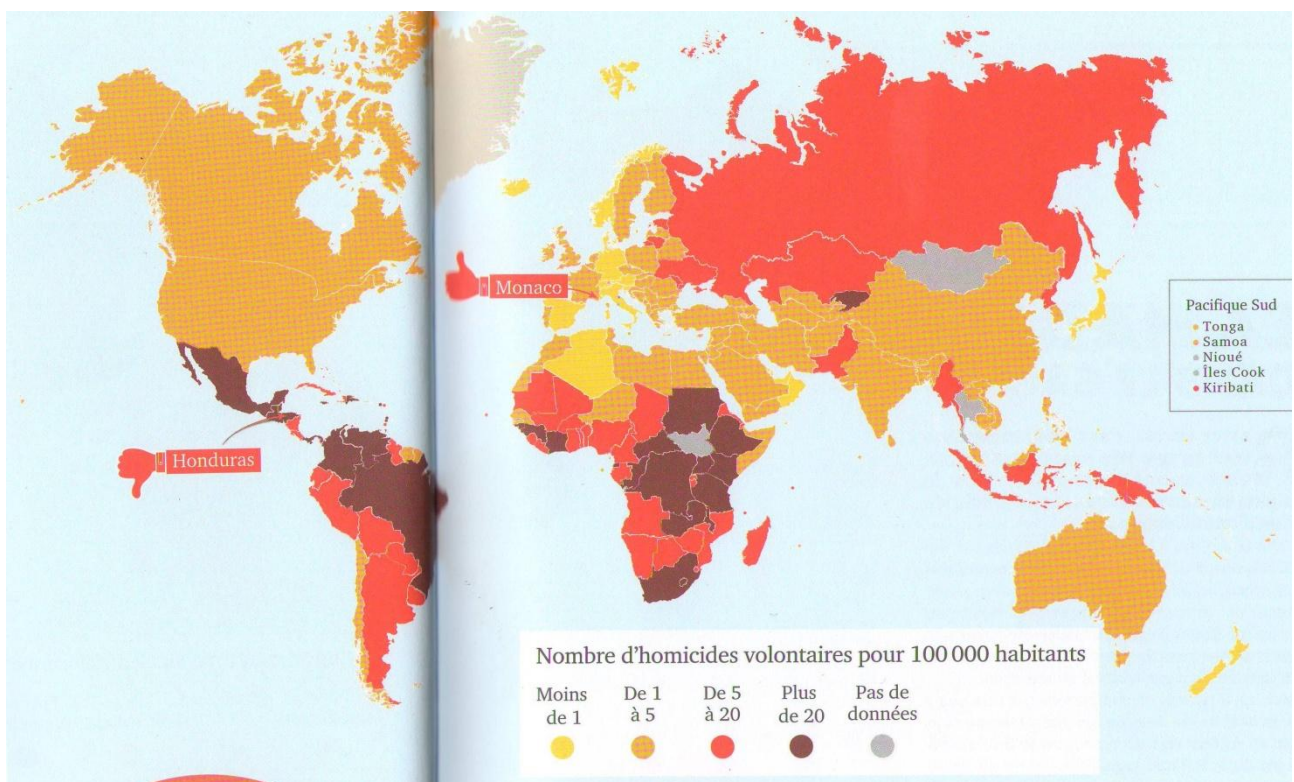 Monaco
Honduras
Pacifique Sud
Tonga
Samoa
Nioué
Îles Cook
Kiribati
Nombre d'homicides volontaires pour 100 000 habitants
Moins de 1
De 1 à 5
De 5 à 20
Plus de 20
Pas de données